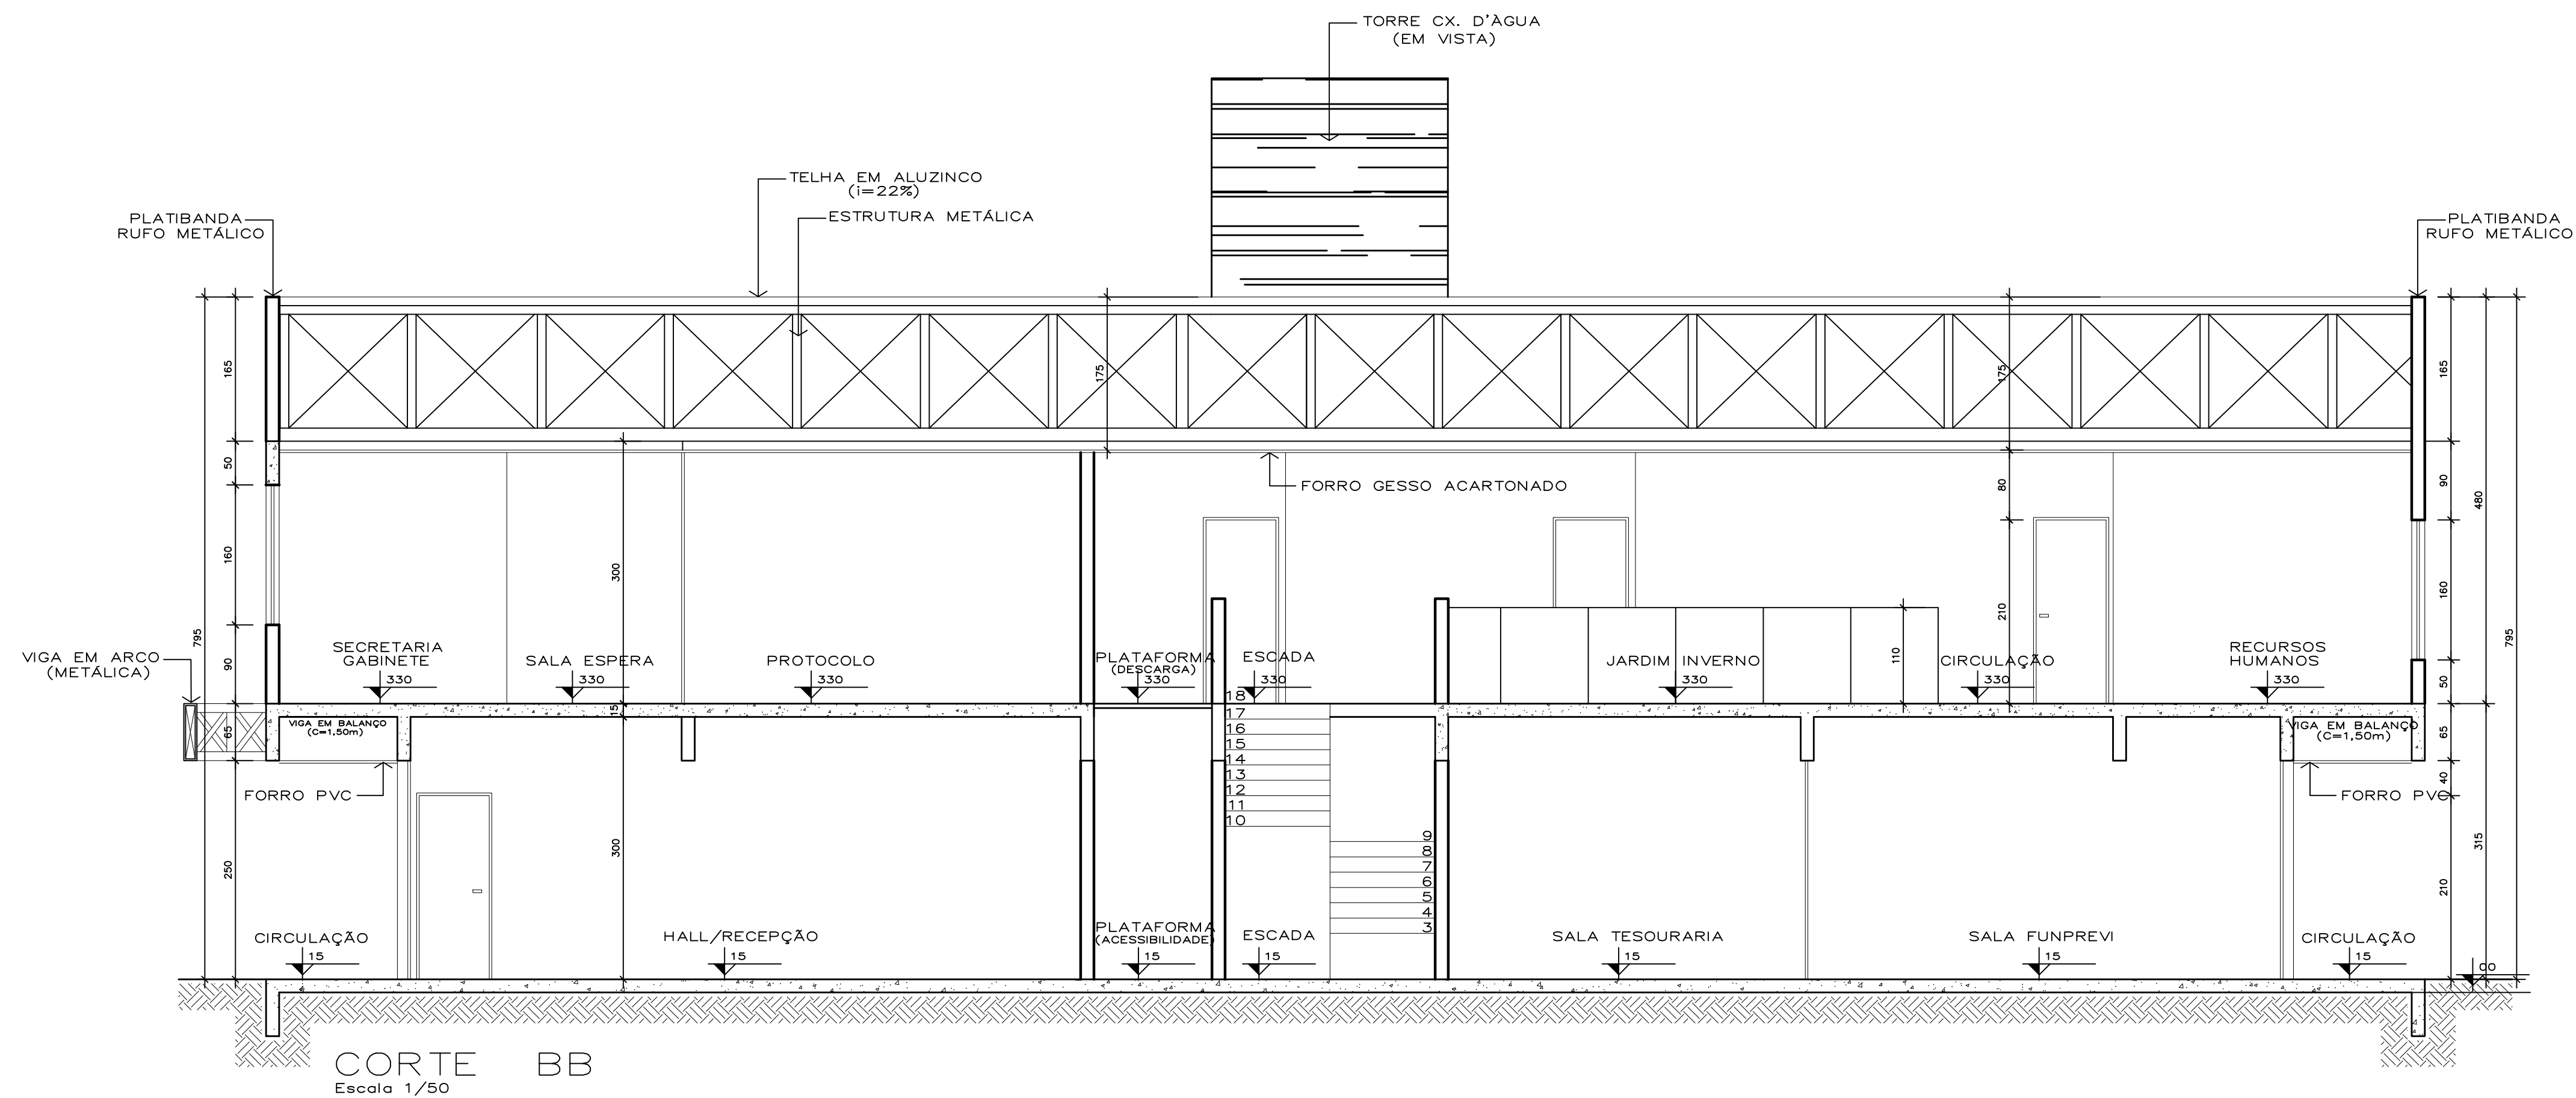 TORRE CX. D'ÀGUA
(EM VISTA)
TELHA EM ALUZINCO
(i=22%)
ESTRUTURA METÁLICA
PLATIBANDA
RUFO METÁLICO
PLATIBANDA
RUFO METÁLICO
165
175
175
165
50
90
480
FORRO GESSO ACARTONADO
80
160
300
160
795
210
795
90
110
50
VIGA EM ARCO
(METÁLICA)
SECRETARIA
GABINETE
330
SALA ESPERA
330
PROTOCOLO
330
PLATAFORMA
(DESCARGA)
330
ESCADA
330
JARDIM INVERNO
330
CIRCULAÇÃO
330
RECURSOS
HUMANOS
330
15
65
65
VIGA EM BALANÇO
(C=1,50m)
VIGA EM BALANÇO
(C=1,50m)
18
17
16
15
14
13
12
11
10
9
8
7
6
5
4
3
FORRO PVC
FORRO PVC
40
250
300
315
210
CIRCULAÇÃO
15
HALL/RECEPÇÃO
15
PLATAFORMA
(ACESSIBILIDADE)
15
ESCADA
15
SALA TESOURARIA
15
SALA FUNPREVI
15
CIRCULAÇÃO
15
00
CORTE BB
Escala 1/50